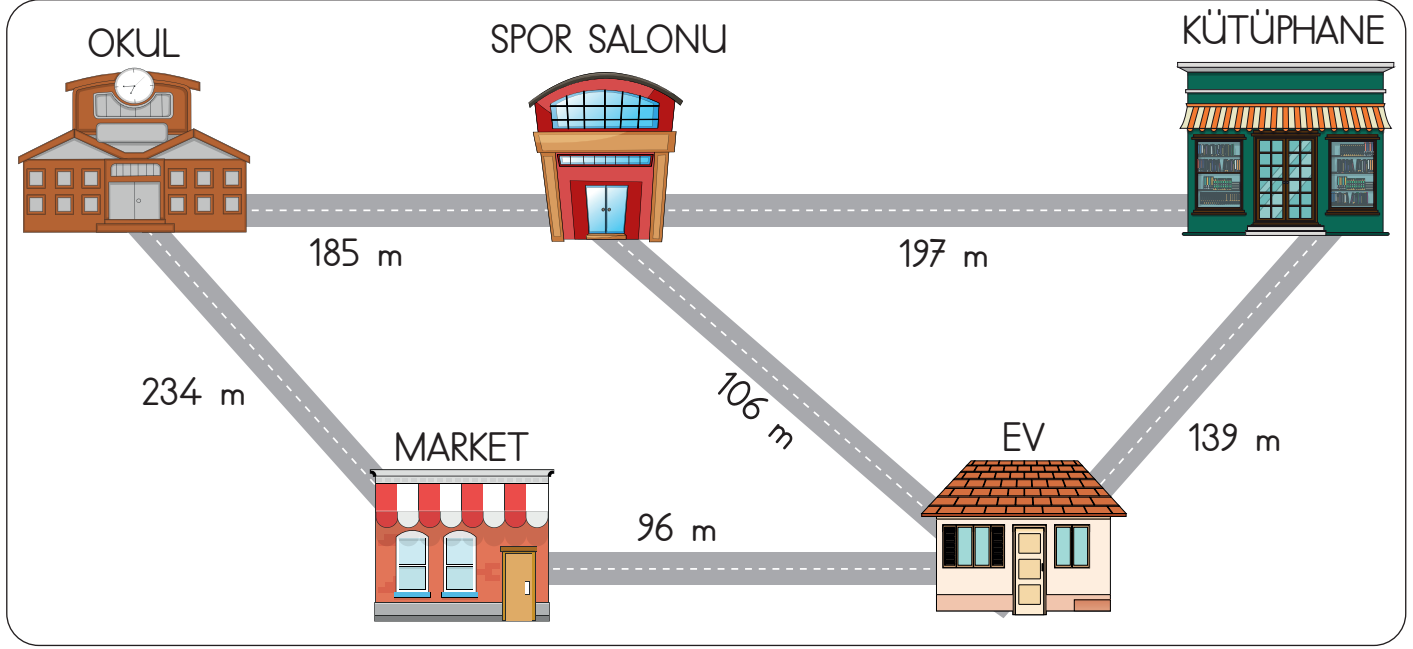 OKUL
SPOR SALONU
KÜTÜPHANE
185 m
197 m
234 m
106 m
139 m
MARKET
EV
96 m